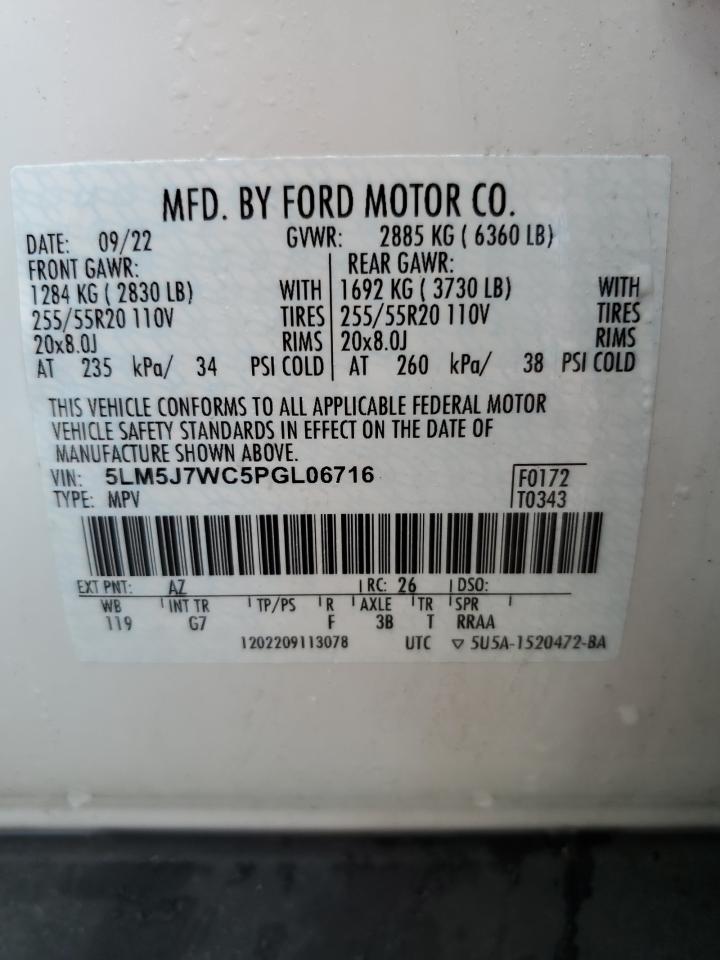 MFD. BY FORD MOTOR CO.
DATE: 09/22 GVWR: 2885 KG ( 6360 LB)
FRONT GAWR: REAR GAWR:
1284 KG ( 2830 LB) WITH 1692 KG ( 3730 LB) WITH
255/55R20 110V TIRES 255/55R20 110V TIRES
20x8.0J RIMS 20x8.0J RIMS
AT 235 kPa/ 34 PSI COLD AT 260 kPa/ 38 PSI COLD
THIS VEHICLE CONFORMS TO ALL APPLICABLE FEDERAL MOTOR
VEHICLE SAFETY STANDARDS IN EFFECT ON THE DATE OF
MANUFACTURE SHOWN ABOVE.
VIN: 5LM5J7WC5PGL06716 F0172
TYPE: MPV T0343
EXT PNT: AZ RC: 26 DSO:
WB INT TR TP/PS R AXLE TR SPR
119 G7 F 3B T RRAA
1202209113078 UTC ▽ 5U5A-1520472-BA